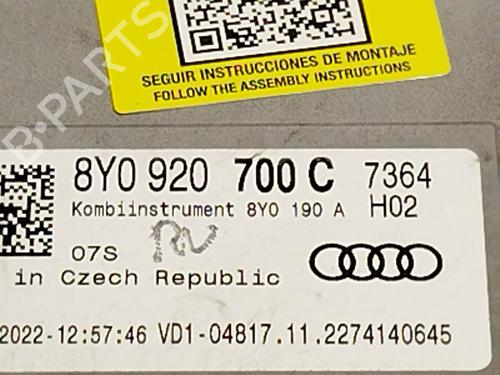 SEGUIR INSTRUCCIONES DE MONTAJE
FOLLOW THE ASSEMBLY INSTRUCTIONS
8Y0 920 700 C 7364
Kombiinstrument 8Y0 190 A H02
07S
in Czech Republic
2022-12:57:46 VD1-04817.11.2274140645
B-PARTS